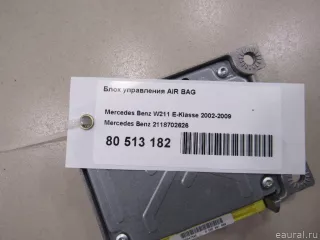 Блок управления AIR BAG
Mercedes Benz W211 E-Klasse 2002-2009
Mercedes Benz 2118702626
80 513 182
eaural.ru